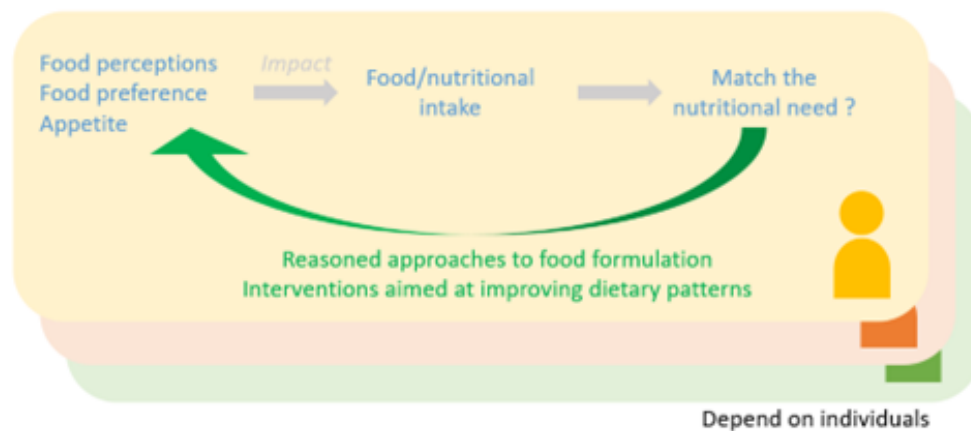 Food perceptions
Food preference
Appetite
Impact
Food/nutritional
intake
Match the
nutritional need ?
Reasoned approaches to food formulation
Interventions aimed at improving dietary patterns
Depend on individuals